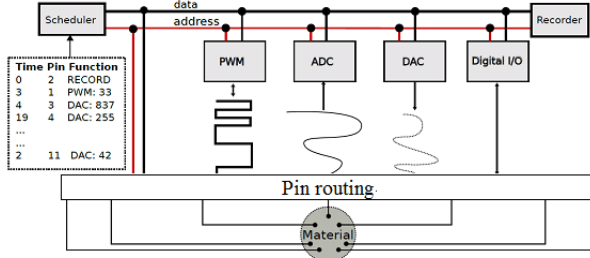 Scheduler
data
address
Recorder
PWM
ADC
DAC
Digital I/O
Time Pin Function
0 2 RECORD
3 1 PWM: 33
4 3 DAC: 837
19 4 DAC: 255
...
...
2 11 DAC: 42
Pin routing
Material